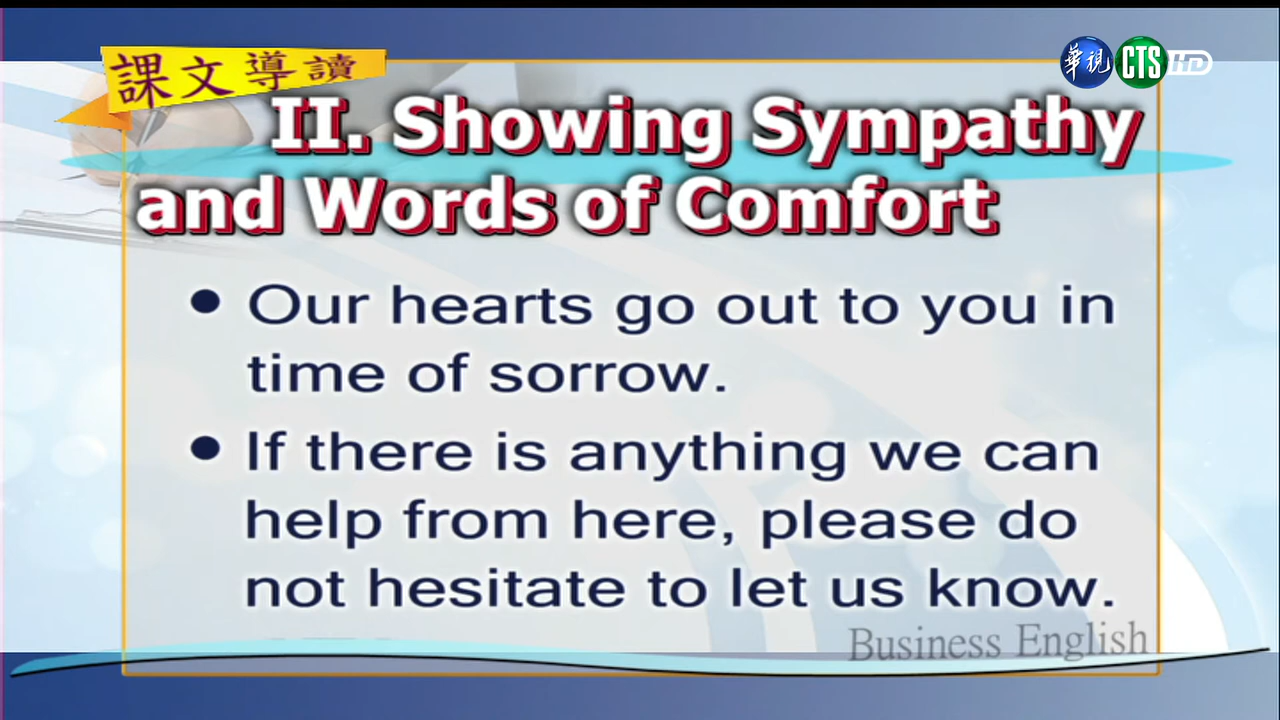 課文導讀
華視 CTS HD
II. Showing Sympathy
and Words of Comfort
• Our hearts go out to you in
time of sorrow.
• If there is anything we can
help from here, please do
not hesitate to let us know.
Business English